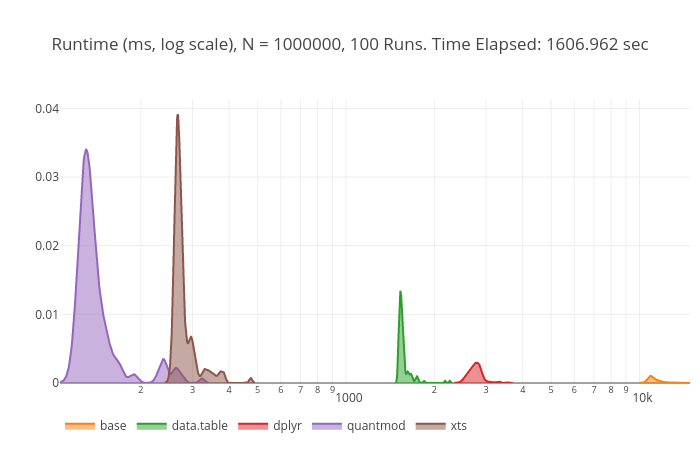 Runtime (ms, log scale), N = 1000000, 100 Runs. Time Elapsed: 1606.962 sec
0.04
0.03
0.02
0.01
0
2 3 4 5 6 7 8 9 1000 2 3 4 5 6 7 8 9 10k
base data.table dplyr quantmod xts